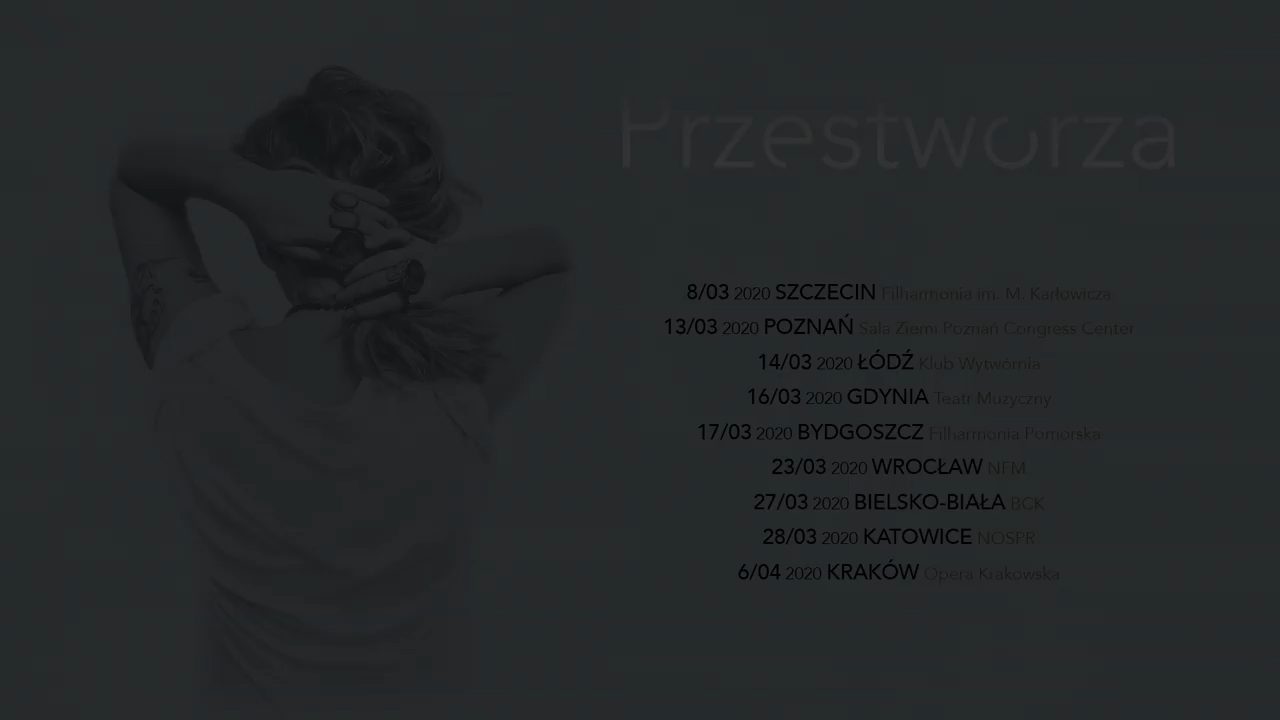 Przestworza
8/03 2020 SZCZECIN Filharmonia im. M. Karłowicza
13/03 2020 POZNAŃ Sala Ziemi Poznań Congress Center
14/03 2020 ŁÓDŹ Klub Wytwórnia
16/03 2020 GDYNIA Teatr Muzyczny
17/03 2020 BYDGOSZCZ Filharmonia Pomorska
23/03 2020 WROCŁAW NFM
27/03 2020 BIELSKO-BIAŁA BCK
28/03 2020 KATOWICE NOSPR
6/04 2020 KRAKÓW Opera Krakowska